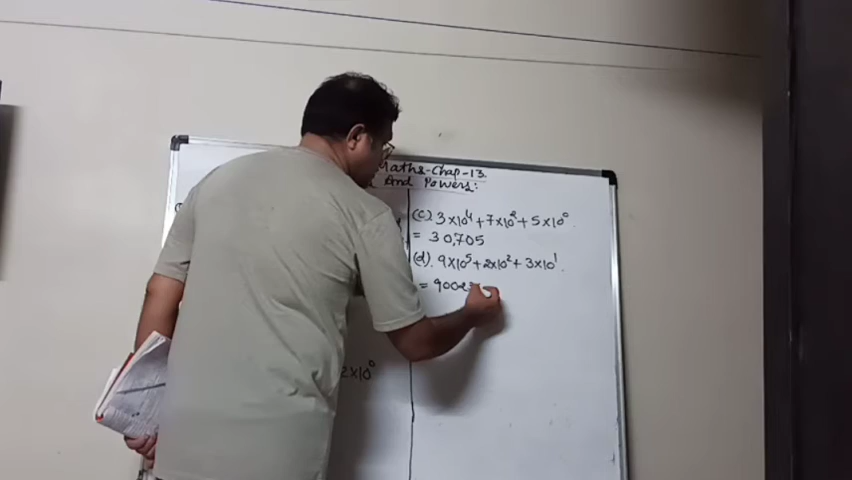 Maths-Chap-13.
And Powers:
(c). 3×10⁴+7×10²+5×10⁰
= 30,705
(d). 9×10⁵+2×10²+3×10¹.
= 9002
2×10⁰